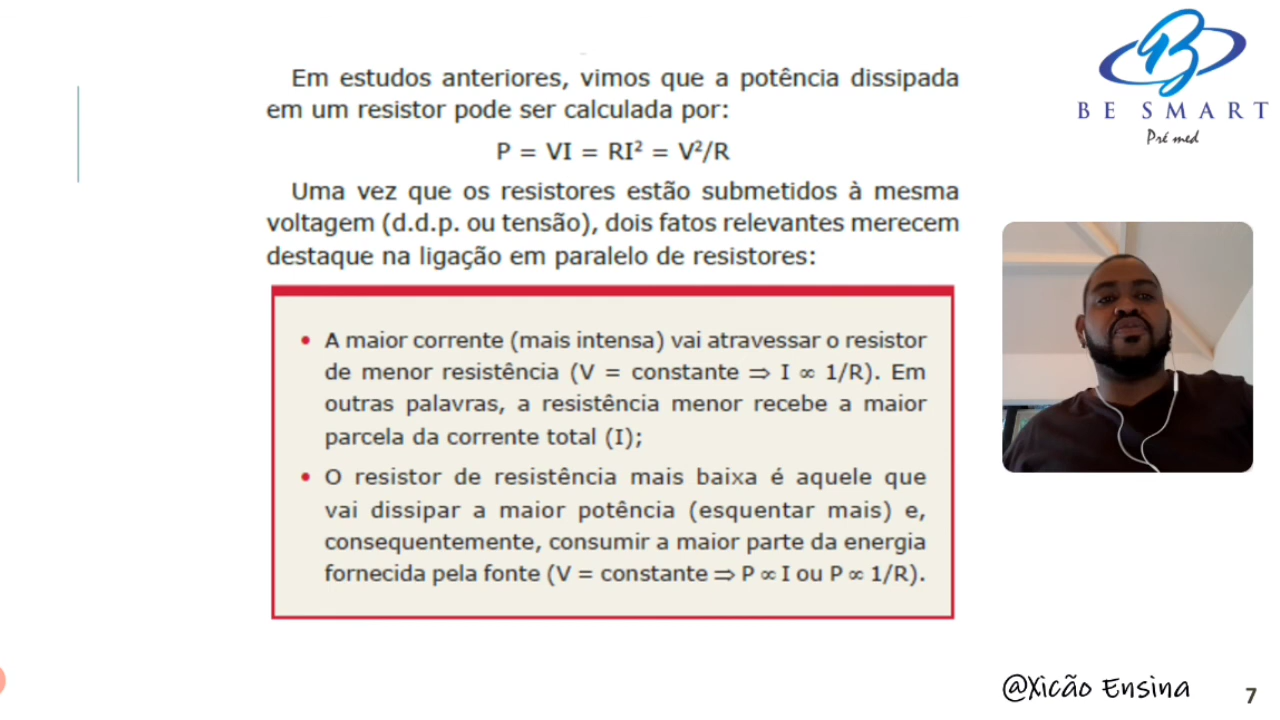 Em estudos anteriores, vimos que a potência dissipada
em um resistor pode ser calculada por:
P = VI = RI² = V²/R
Uma vez que os resistores estão submetidos à mesma
voltagem (d.d.p. ou tensão), dois fatos relevantes merecem
destaque na ligação em paralelo de resistores:
• A maior corrente (mais intensa) vai atravessar o resistor
de menor resistência (V = constante ⇒ I ∝ 1/R). Em
outras palavras, a resistência menor recebe a maior
parcela da corrente total (I);
• O resistor de resistência mais baixa é aquele que
vai dissipar a maior potência (esquentar mais) e,
consequentemente, consumir a maior parte da energia
fornecida pela fonte (V = constante ⇒ P ∝ I ou P ∝ 1/R).
B
BE SMART
Pré med
@Xicão Ensina
7